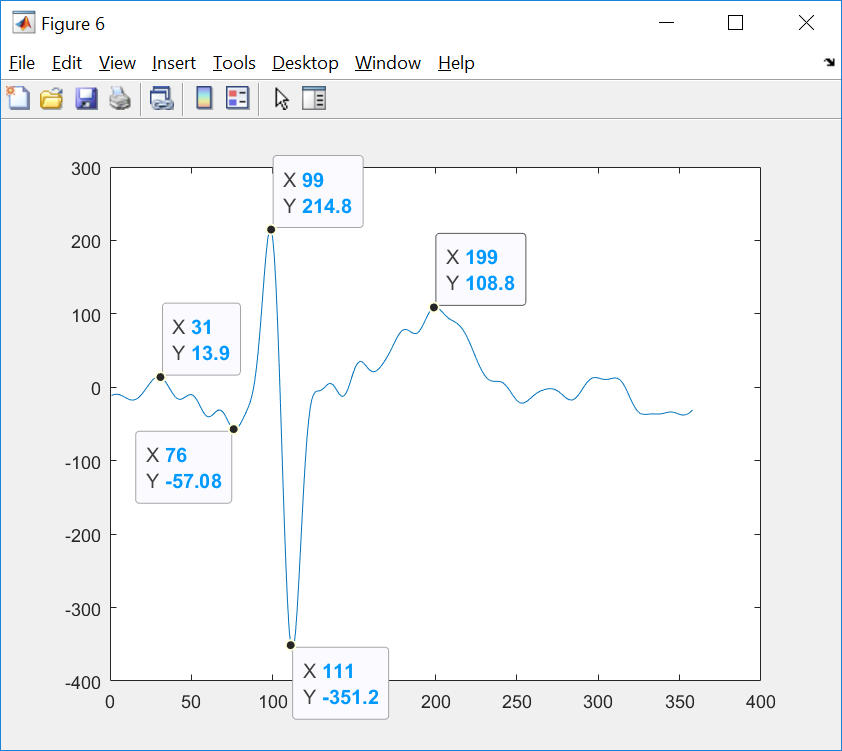 Figure 6
File Edit View Insert Tools Desktop Window Help
X 99
Y 214.8
X 199
Y 108.8
X 31
Y 13.9
X 76
Y -57.08
X 111
Y -351.2
300
200
100
0
-100
-200
-300
-400
0 50 100 200 250 300 350 400